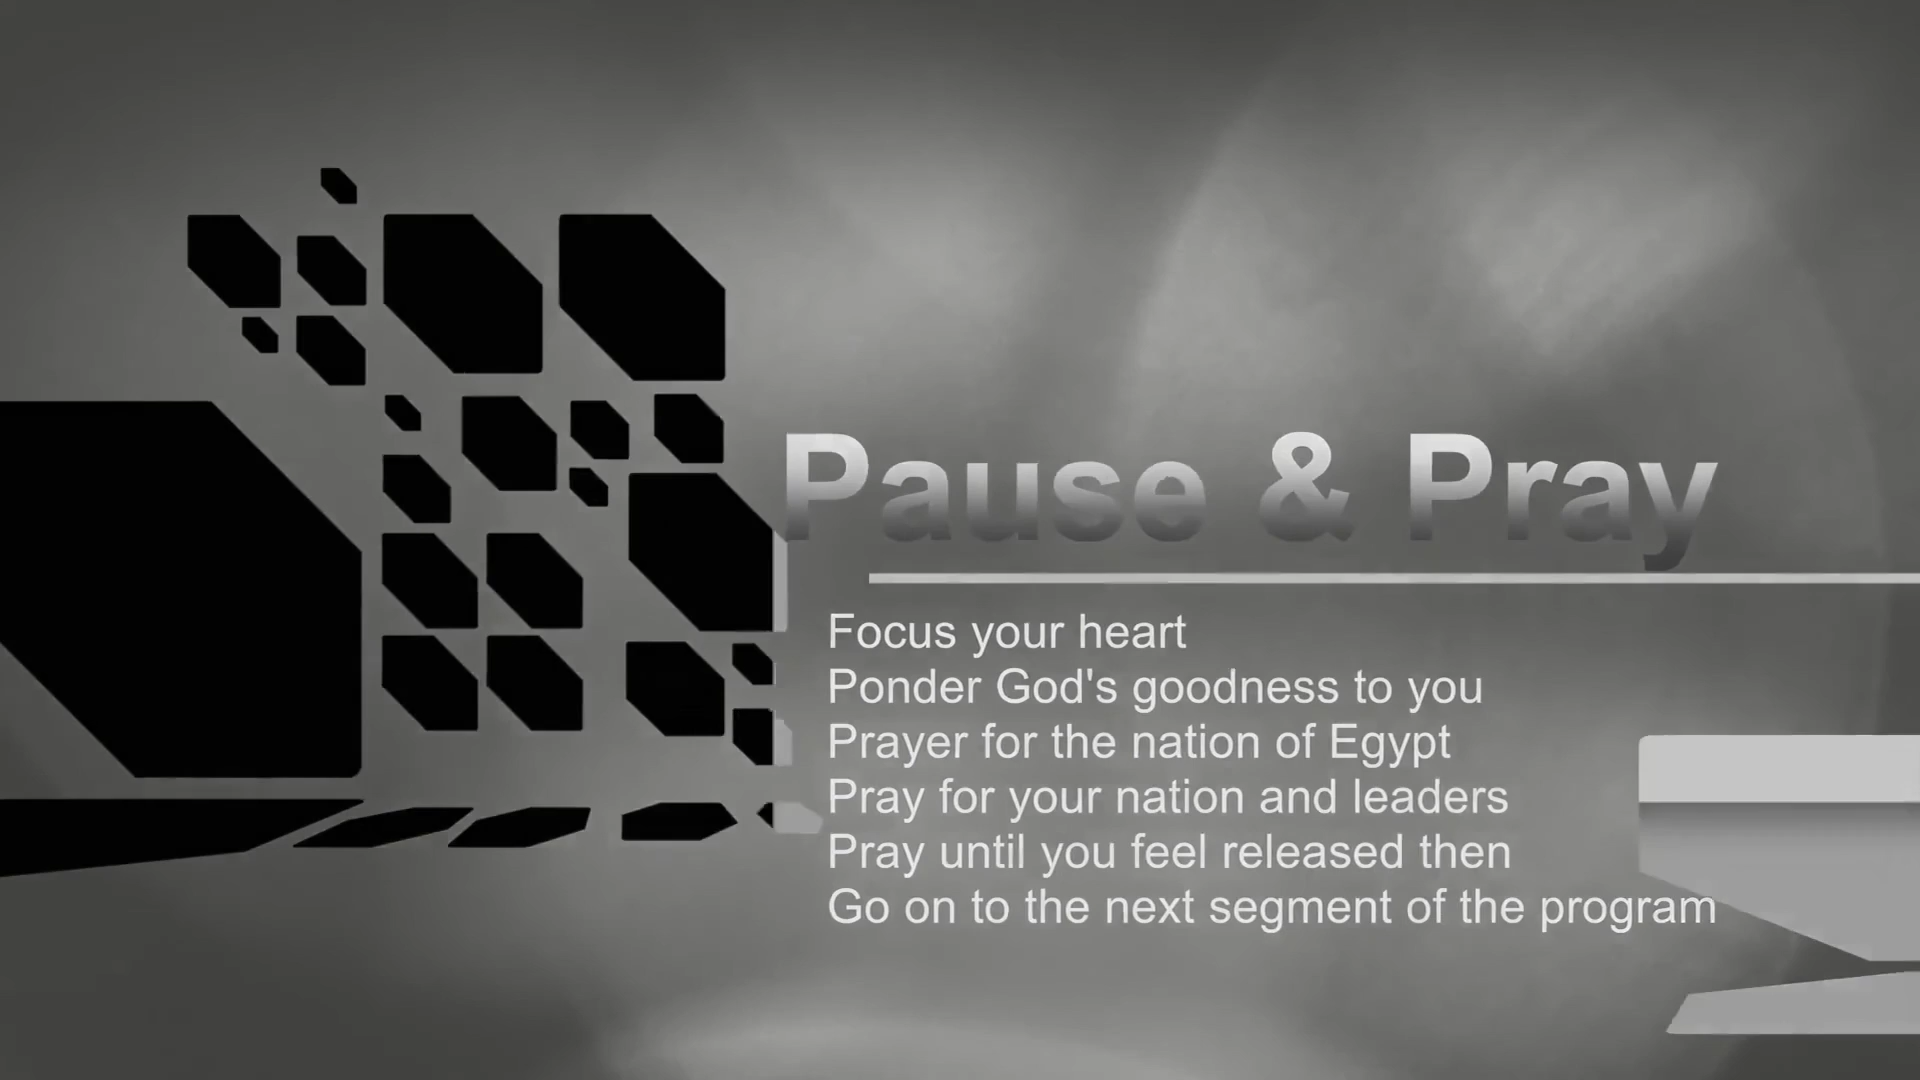 Pause & Pray
Focus your heart
Ponder God's goodness to you
Prayer for the nation of Egypt
Pray for your nation and leaders
Pray until you feel released then
Go on to the next segment of the program